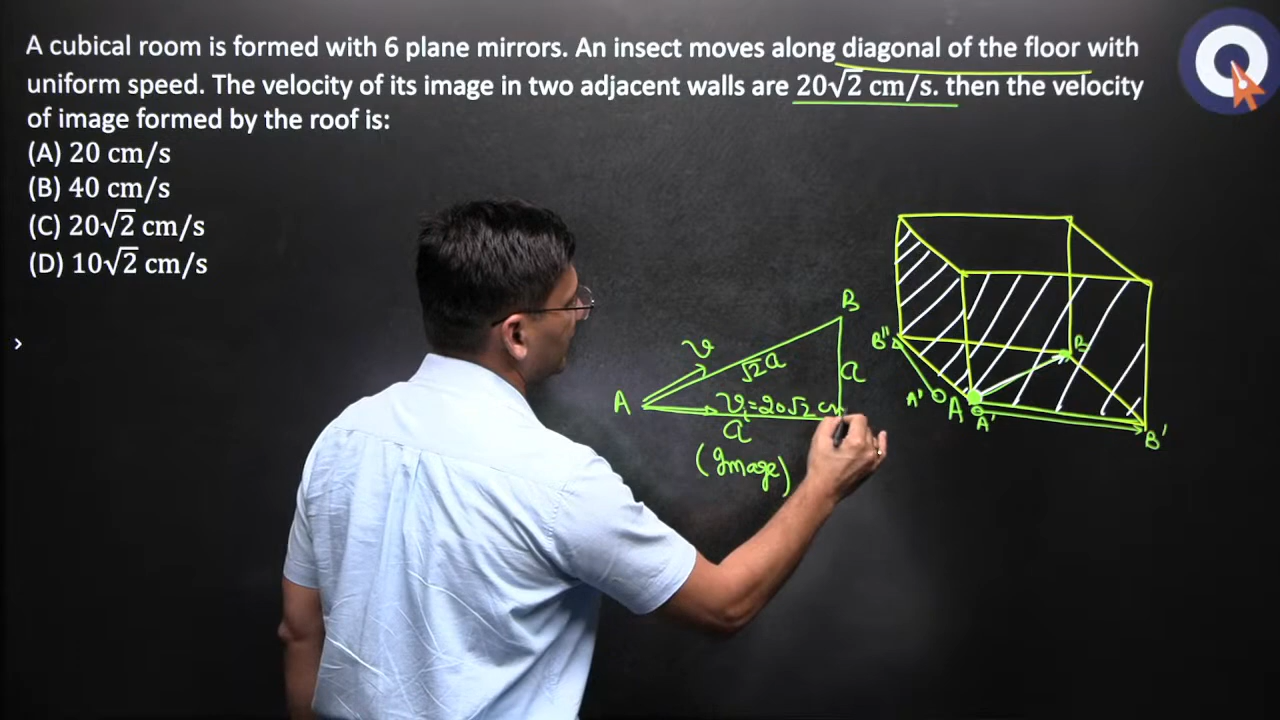 A cubical room is formed with 6 plane mirrors. An insect moves along diagonal of the floor with
uniform speed. The velocity of its image in two adjacent walls are 20√2 cm/s. then the velocity
of image formed by the roof is:
(A) 20 cm/s
(B) 40 cm/s
(C) 20√2 cm/s
(D) 10√2 cm/s
B
v
√2a
a
A
v₁=20√2 cm
a
(Image)
B"
B
A'
A
A'
B'